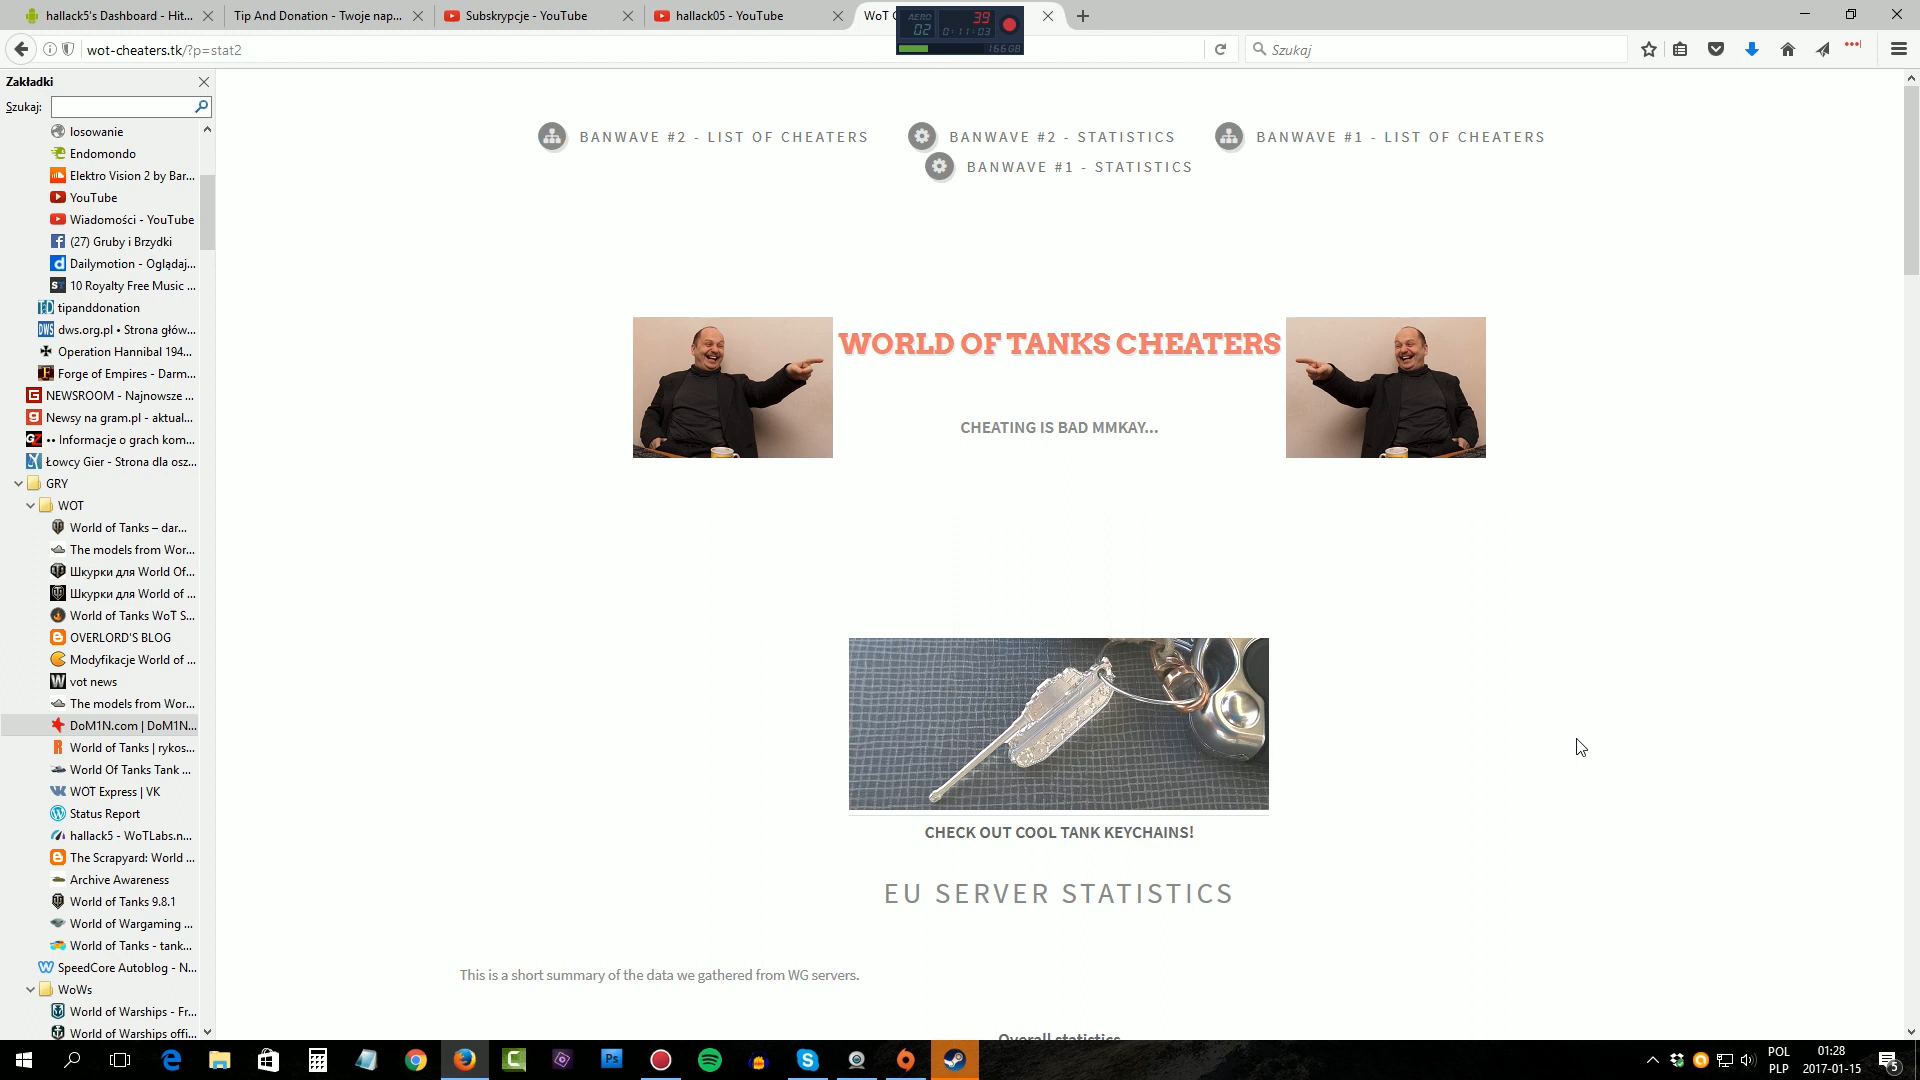 hallack5's Dashboard - Hit...
Tip And Donation - Twoje nap...
Subskrypcje - YouTube
hallack05 - YouTube
WoT C
AERO
02
39
0:11:03
166GB
wot-cheaters.tk/?p=stat2
Szukaj
Zakładki
Szukaj:
losowanie
Endomondo
Elektro Vision 2 by Bar...
YouTube
Wiadomości - YouTube
(27) Gruby i Brzydki
Dailymotion - Oglądaj...
10 Royalty Free Music ...
tipanddonation
dws.org.pl • Strona głów...
Operation Hannibal 194...
Forge of Empires - Darm...
NEWSROOM - Najnowsze ...
Newsy na gram.pl - aktual...
•• Informacje o grach kom...
Łowcy Gier - Strona dla osz...
GRY
WOT
World of Tanks – dar...
The models from Wor...
Шкурки для World Of...
Шкурки для World of ...
World of Tanks WoT S...
OVERLORD'S BLOG
Modyfikacje World of ...
vot news
The models from Wor...
DoM1N.com | DoM1N...
World of Tanks | rykos...
World Of Tanks Tank ...
WOT Express | VK
Status Report
hallack5 - WoTLabs.n...
The Scrapyard: World ...
Archive Awareness
World of Tanks 9.8.1
World of Wargaming ...
World of Tanks - tank...
SpeedCore Autoblog - N...
WoWs
World of Warships - Fr...
World of Warships offi...
BANWAVE #2 - LIST OF CHEATERS
BANWAVE #2 - STATISTICS
BANWAVE #1 - LIST OF CHEATERS
BANWAVE #1 - STATISTICS
WORLD OF TANKS CHEATERS
CHEATING IS BAD MMKAY...
CHECK OUT COOL TANK KEYCHAINS!
EU SERVER STATISTICS
This is a short summary of the data we gathered from WG servers.
Overall statistics
POL
PLP
01:28
2017-01-15
5